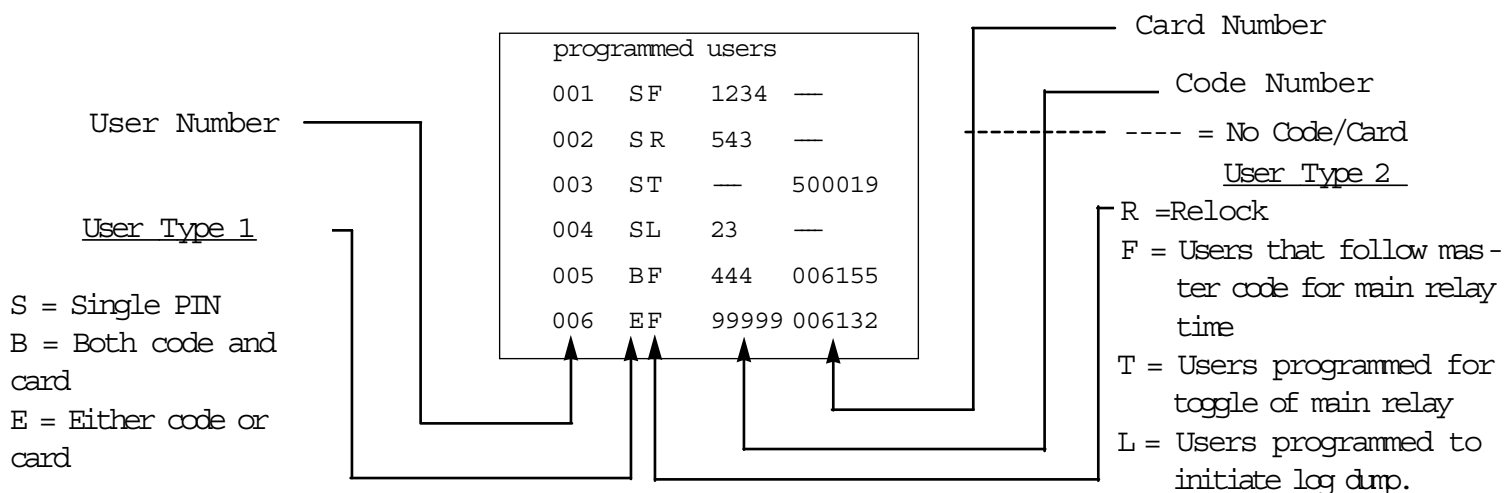 programmed users
001 SF 1234 ---
002 SR 543 ---
003 ST --- 500019
004 SL 23 ---
005 BF 444 006155
006 EF 99999 006132
User Number
User Type 1
S = Single PIN
B = Both code and
card
E = Either code or
card
Card Number
Code Number
---- = No Code/Card
User Type 2
R =Relock
F = Users that follow mas-
ter code for main relay
time
T = Users programmed for
toggle of main relay
L = Users programmed to
initiate log dump.